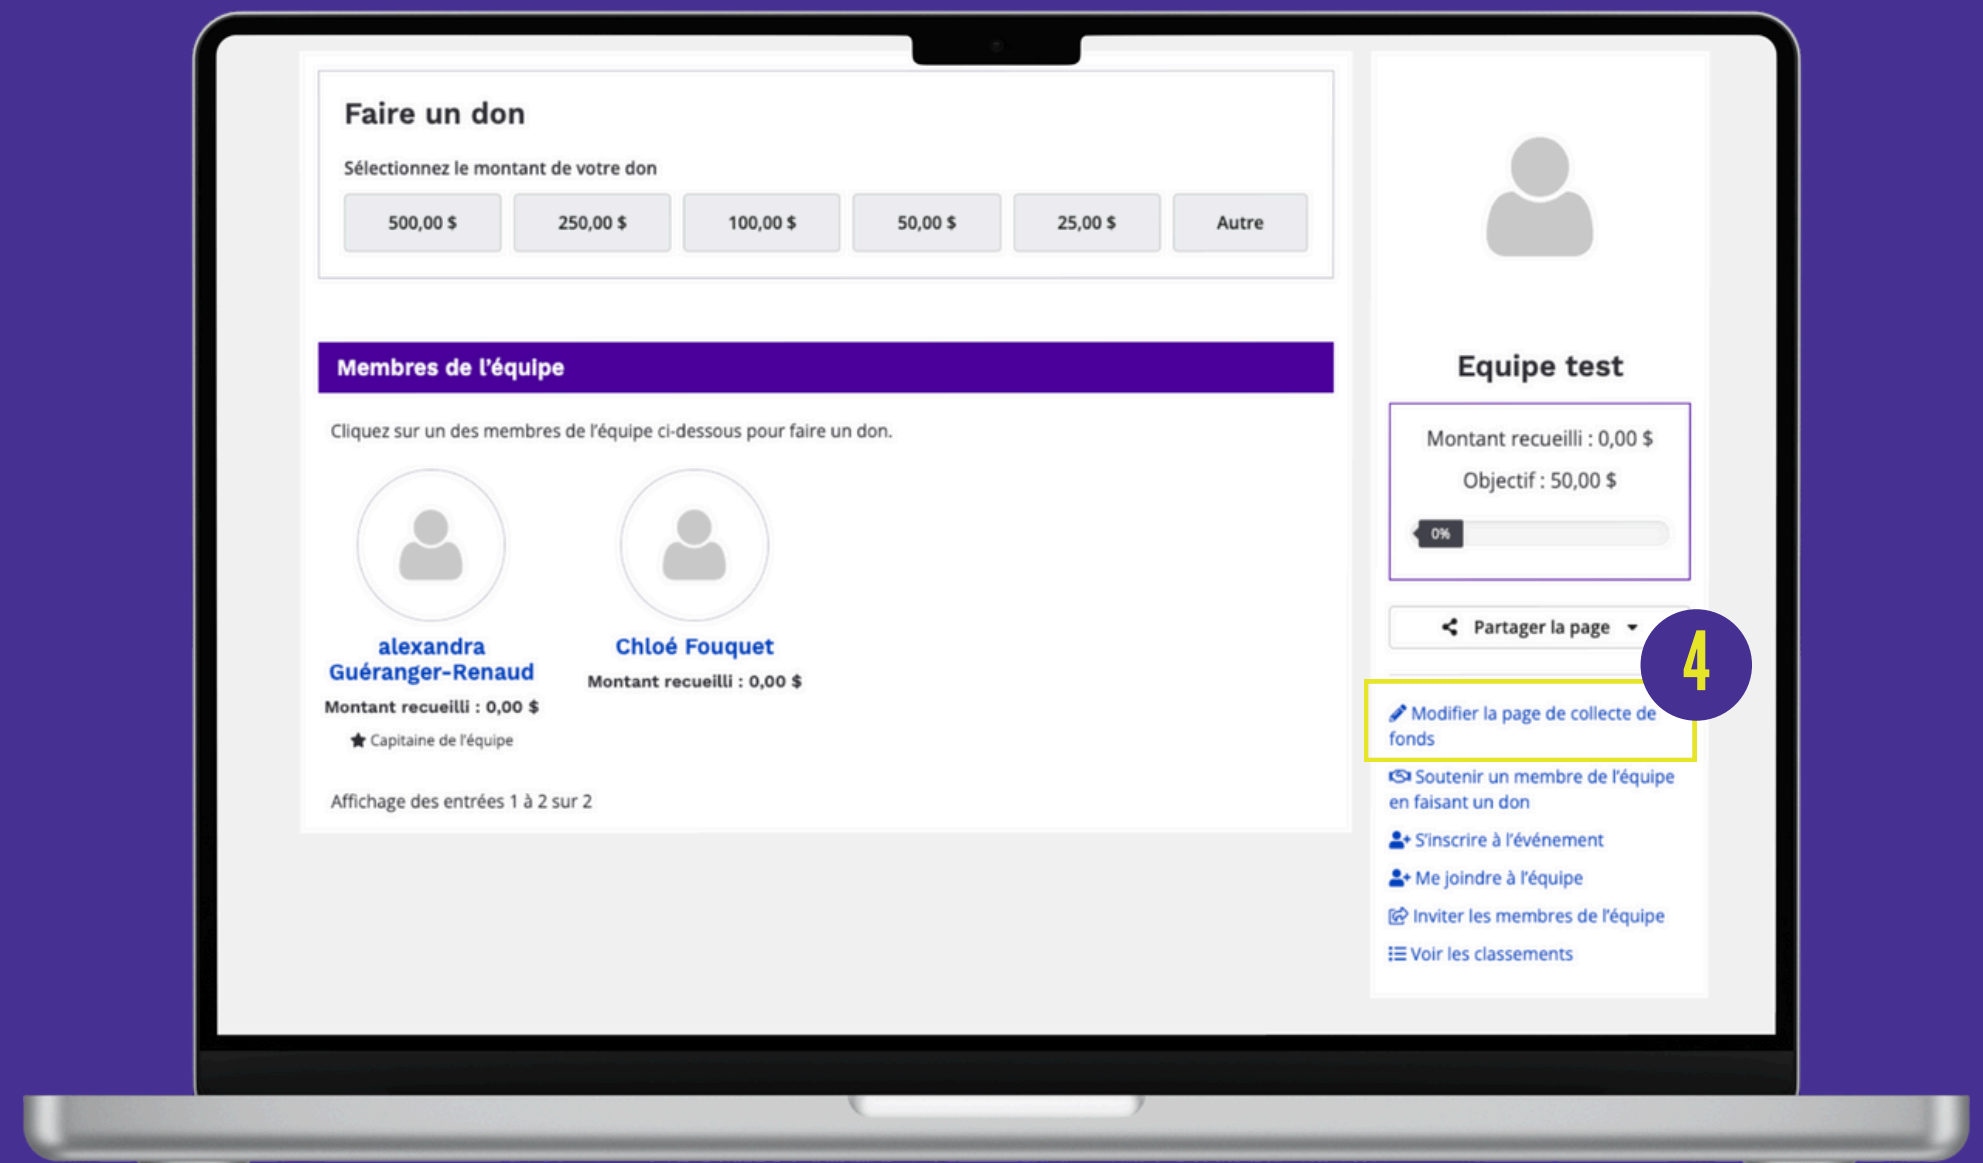 Faire un don
Sélectionnez le montant de votre don
500,00 $
250,00 $
100,00 $
50,00 $
25,00 $
Autre
Membres de l'équipe
Cliquez sur un des membres de l'équipe ci-dessous pour faire un don.
alexandra
Guéranger-Renaud
Montant recueilli : 0,00 $
Capitaine de l'équipe
Chloé Fouquet
Montant recueilli : 0,00 $
Affichage des entrées 1 à 2 sur 2
Equipe test
Montant recueilli : 0,00 $
Objectif : 50,00 $
0%
Partager la page
4
Modifier la page de collecte de
fonds
Soutenir un membre de l'équipe
en faisant un don
S'inscrire à l'événement
Me joindre à l'équipe
Inviter les membres de l'équipe
Voir les classements